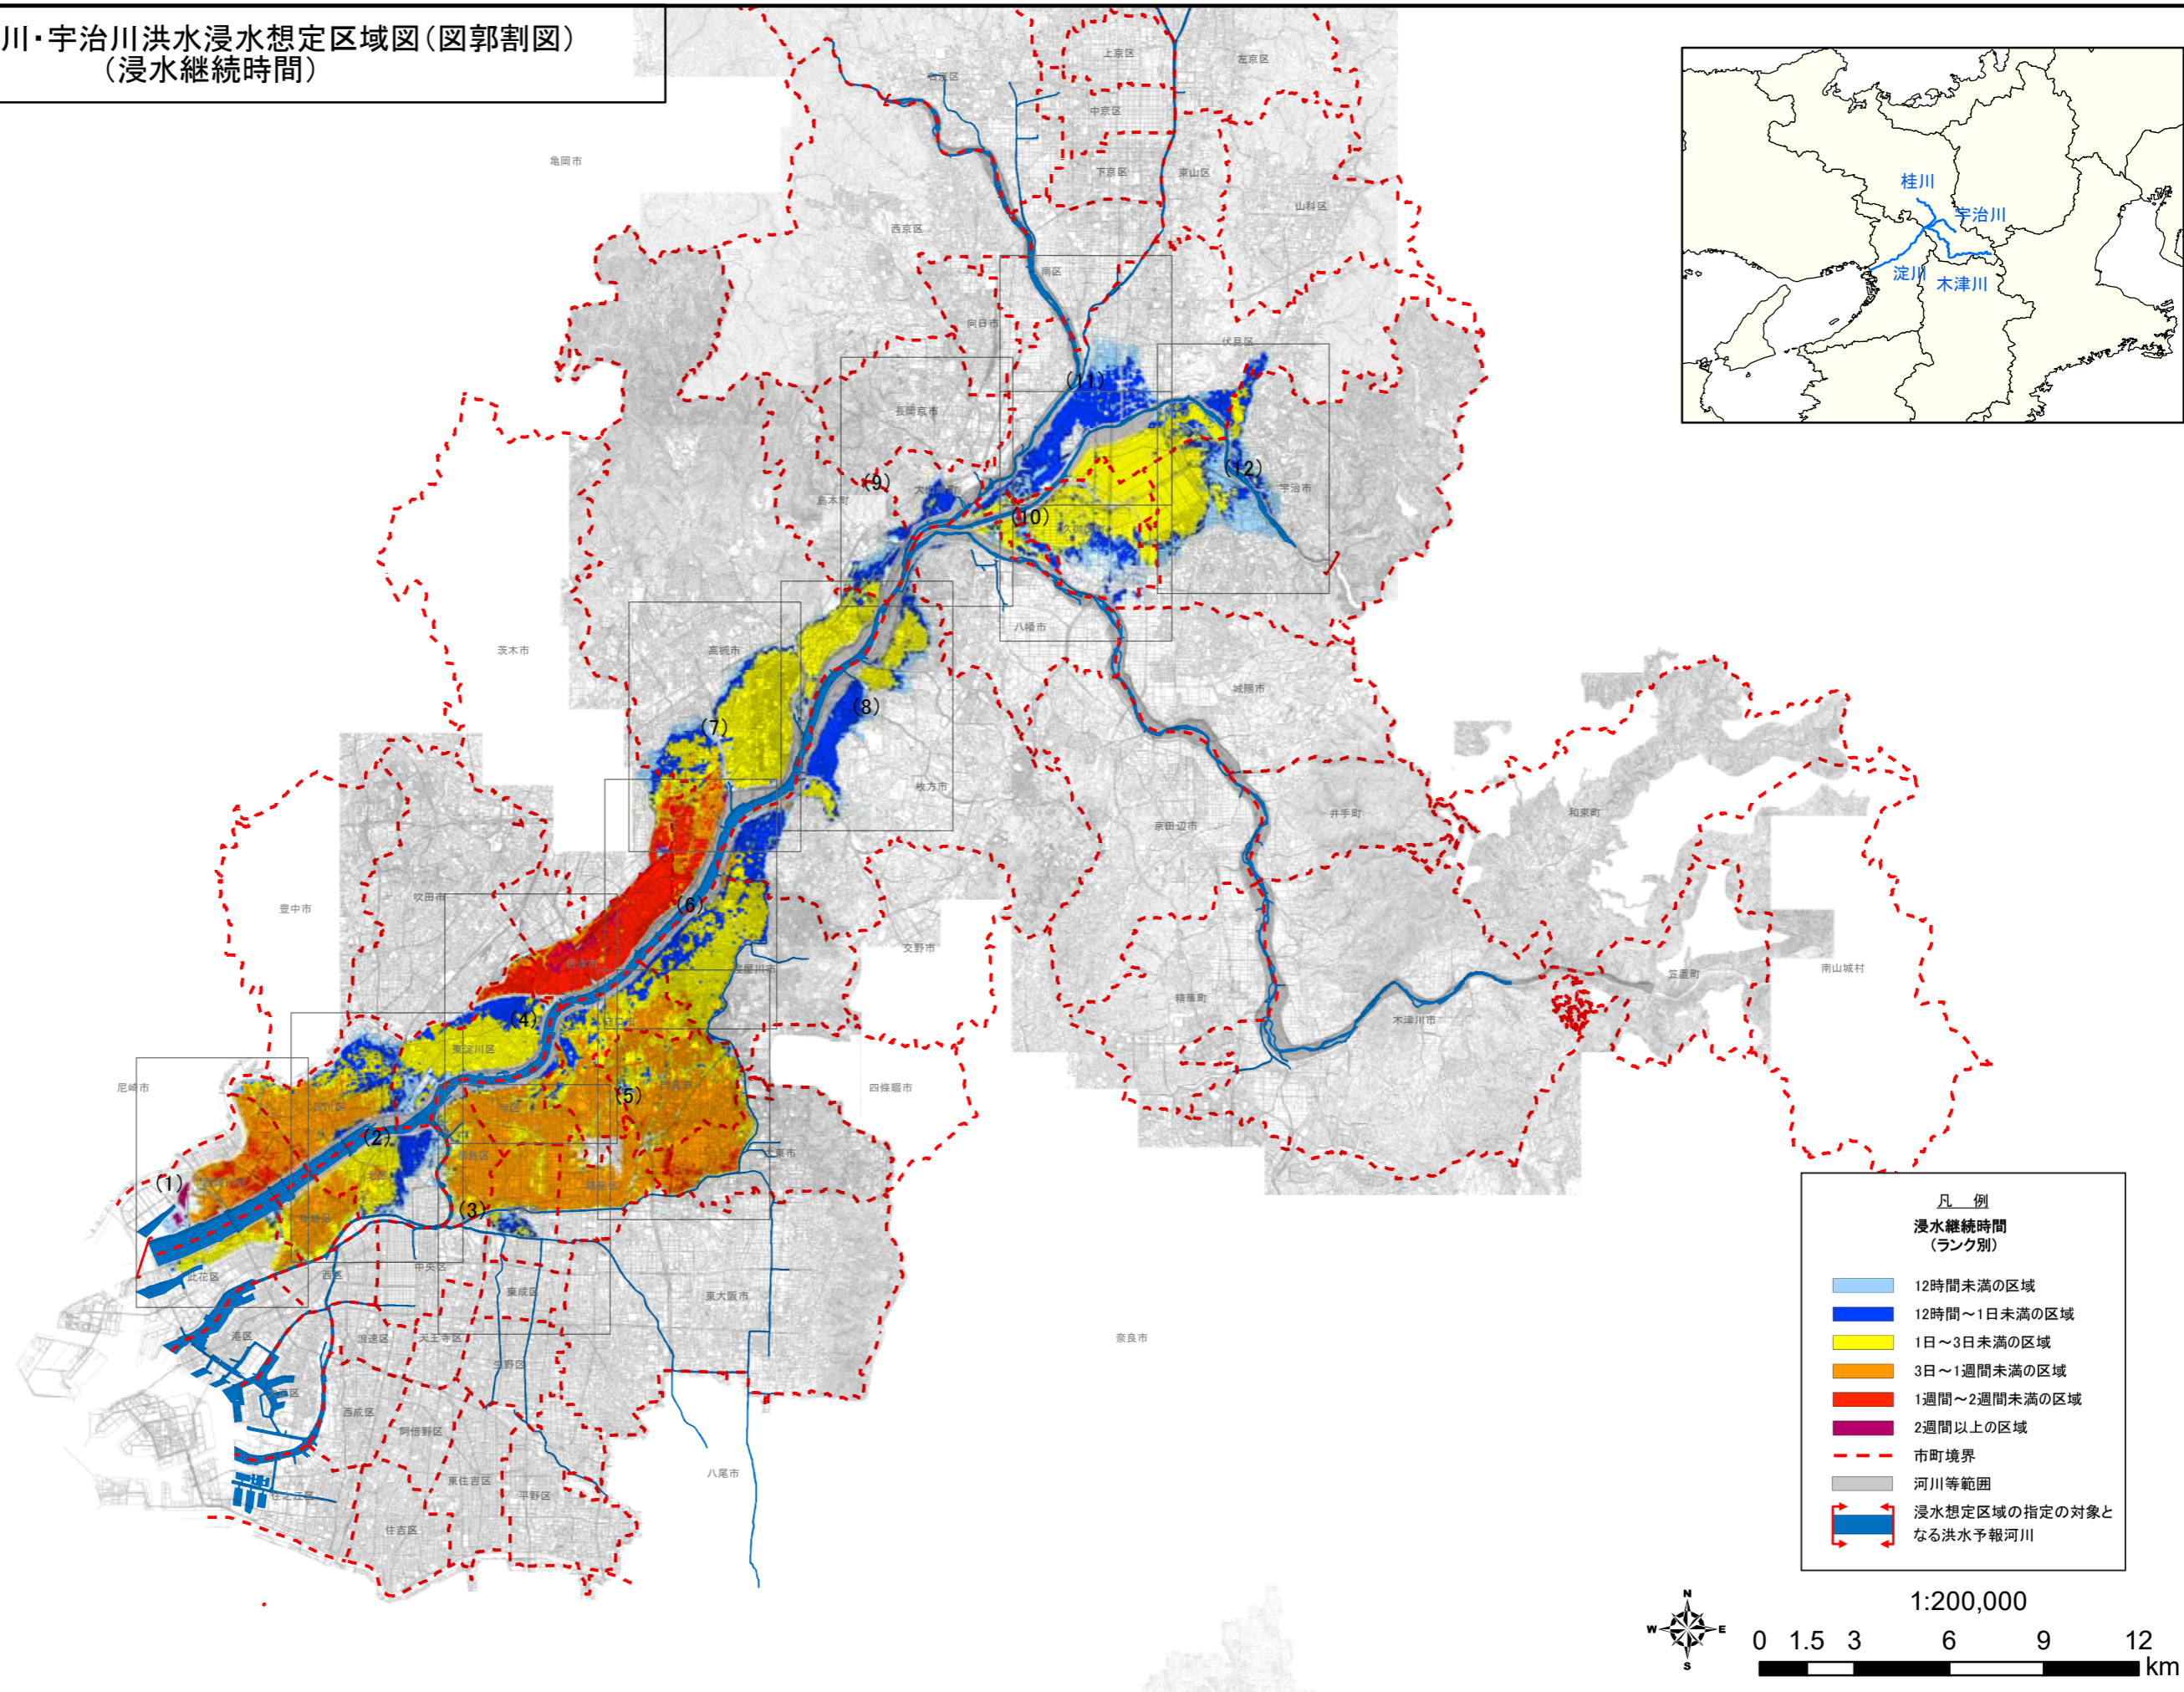 川・宇治川洪水浸水想定区域図(図郭割図)
(浸水継続時間)
桂川
宇治川
淀川
木津川
上京区
左京区
右京区
中京区
亀岡市
下京区
東山区
山科区
西京区
南区
向日市
伏見区
(11)
長岡京市
(12)
(9)
島本町
宇治市
(10)
八幡市
茨木市
高槻市
城陽市
(7)
(8)
枚方市
京田辺市
井手町
和束町
吹田市
豊中市
(6)
交野市
寝屋川市
摂津市
笠置町
南山城村
精華町
木津川市
(4)
東淀川区
尼崎市
四條畷市
(5)
旭区
淀川区
(2)
都島区
大東市
(1)
北区
城東区
(3)
福島区
此花区
西区
中央区
東成区
東大阪市
港区
浪速区
天王寺区
奈良市
生野区
大正区
西成区
阿倍野区
八尾市
東住吉区
平野区
住之江区
住吉区
凡 例
浸水継続時間
(ランク別)
12時間未満の区域
12時間～1日未満の区域
1日～3日未満の区域
3日～1週間未満の区域
1週間～2週間未満の区域
2週間以上の区域
市町境界
河川等範囲
浸水想定区域の指定の対象と
なる洪水予報河川
1:200,000
N
W
E
S
0 1.5 3 6 9 12
km